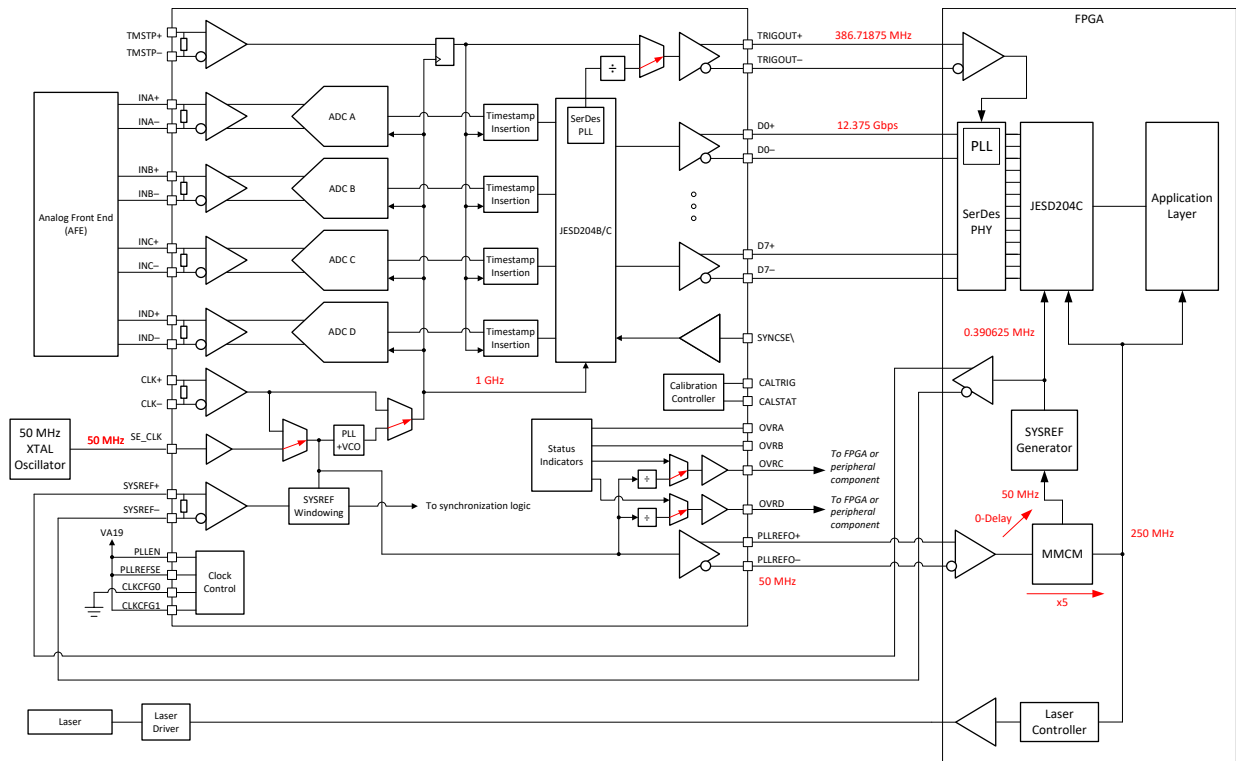 FPGA
TMSTP+
TMSTP–
TRIGOUT+
386.71875 MHz
TRIGOUT–
÷
Analog Front End
(AFE)
INA+
INA–
ADC A
Timestamp
Insertion
SerDes
PLL
D0+
12.375 Gbps
D0–
PLL
SerDes
PHY
JESD204C
Application
Layer
INB+
INB–
ADC B
Timestamp
Insertion
JESD204B/C
INC+
INC–
ADC C
Timestamp
Insertion
D7+
D7–
IND+
IND–
ADC D
Timestamp
Insertion
SYNCSE\
0.390625 MHz
CLK+
CLK–
1 GHz
Calibration
Controller
CALTRIG
CALSTAT
50 MHz
XTAL
Oscillator
50 MHz
SE_CLK
PLL
+VCO
Status
Indicators
OVRA
OVRB
OVRC
To FPGA or
peripheral
component
÷
OVRD
To FPGA or
peripheral
component
÷
SYSREF
Generator
SYSREF+
SYSREF–
SYSREF
Windowing
To synchronization logic
50 MHz
0-Delay
250 MHz
VA19
PLLEN
PLLREFSE
CLKCFG0
CLKCFG1
Clock
Control
PLLREFO+
PLLREFO–
50 MHz
MMCM
x5
Laser
Laser
Driver
Laser
Controller